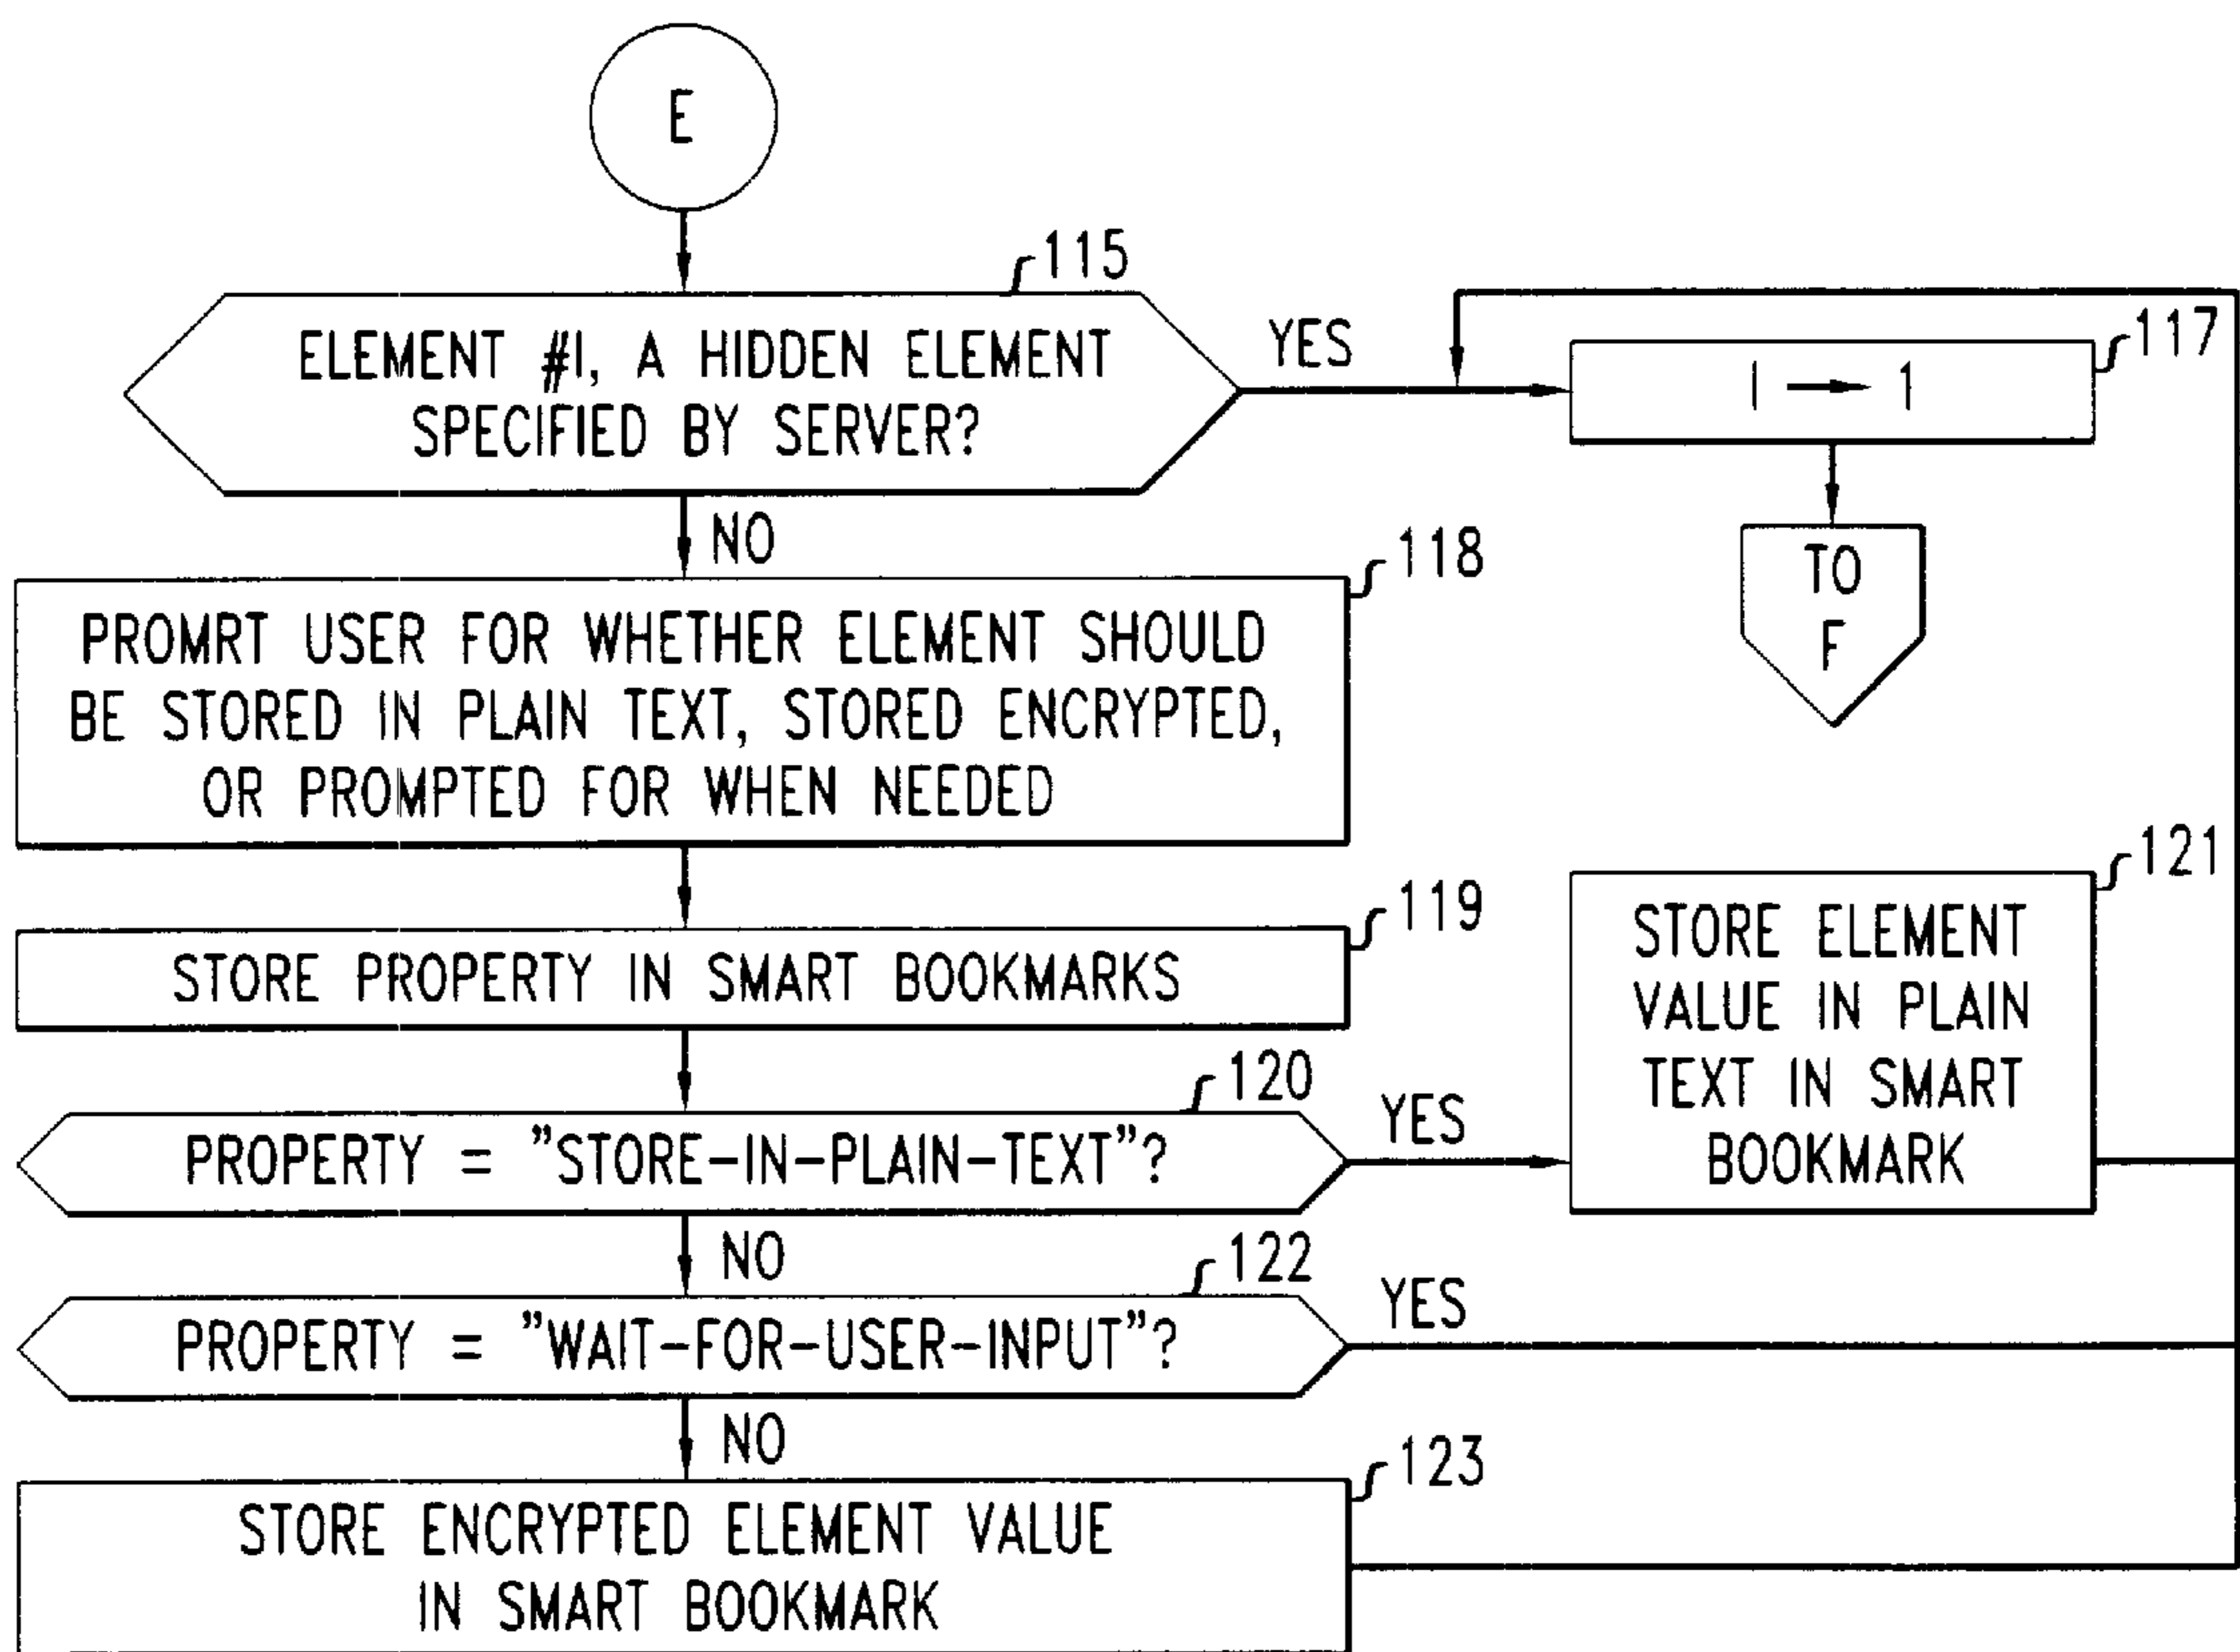 E
115
ELEMENT #I, A HIDDEN ELEMENT
SPECIFIED BY SERVER?
YES
117
I → 1
TO
F
NO
118
PROMRT USER FOR WHETHER ELEMENT SHOULD
BE STORED IN PLAIN TEXT, STORED ENCRYPTED,
OR PROMPTED FOR WHEN NEEDED
119
STORE PROPERTY IN SMART BOOKMARKS
120
PROPERTY = "STORE-IN-PLAIN-TEXT"?
YES
121
STORE ELEMENT
VALUE IN PLAIN
TEXT IN SMART
BOOKMARK
NO
122
PROPERTY = "WAIT-FOR-USER-INPUT"?
YES
NO
123
STORE ENCRYPTED ELEMENT VALUE
IN SMART BOOKMARK